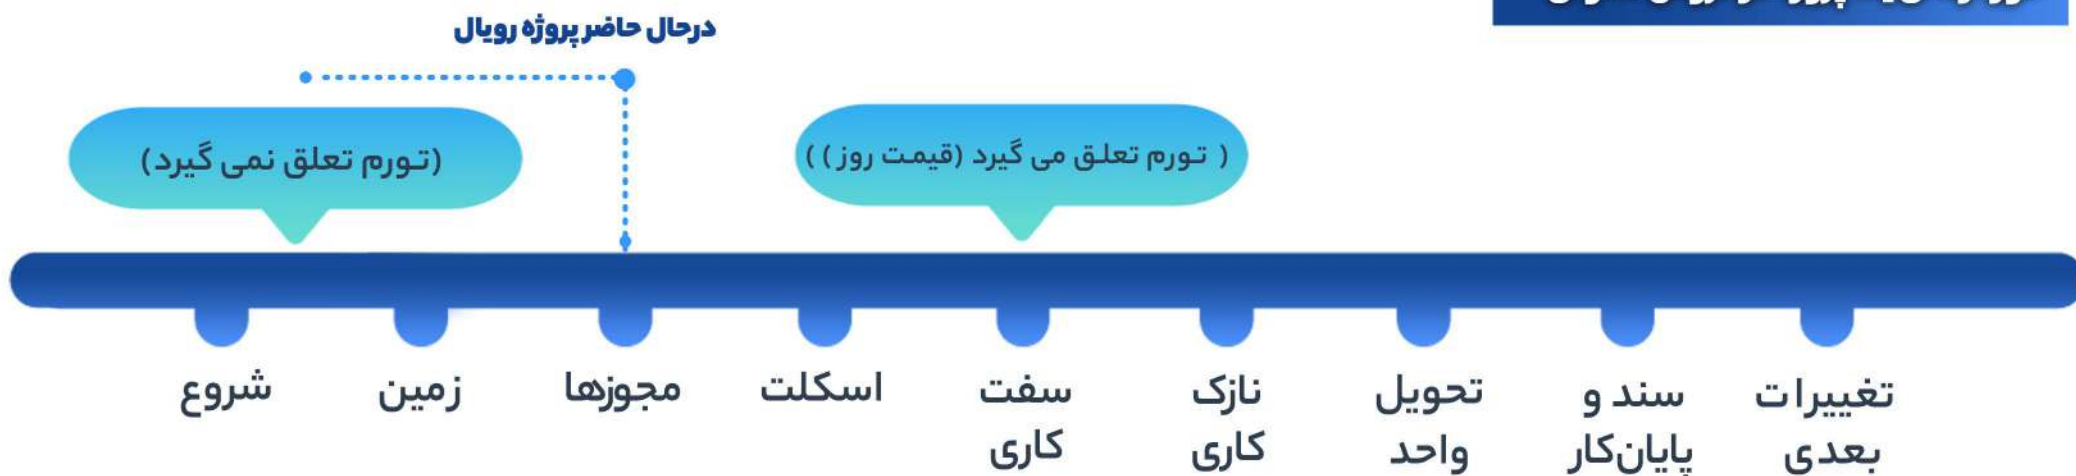 درحال حاضر پروژه رویال
(تورم تعلق نمی گیرد)
( تورم تعلق می گیرد (قیمت روز) )
شروع
زمین
مجوزها
اسکلت
سفت
کاری
نازک
کاری
تحویل
واحد
سند و
پایان‌کار
تغییرات
بعدی